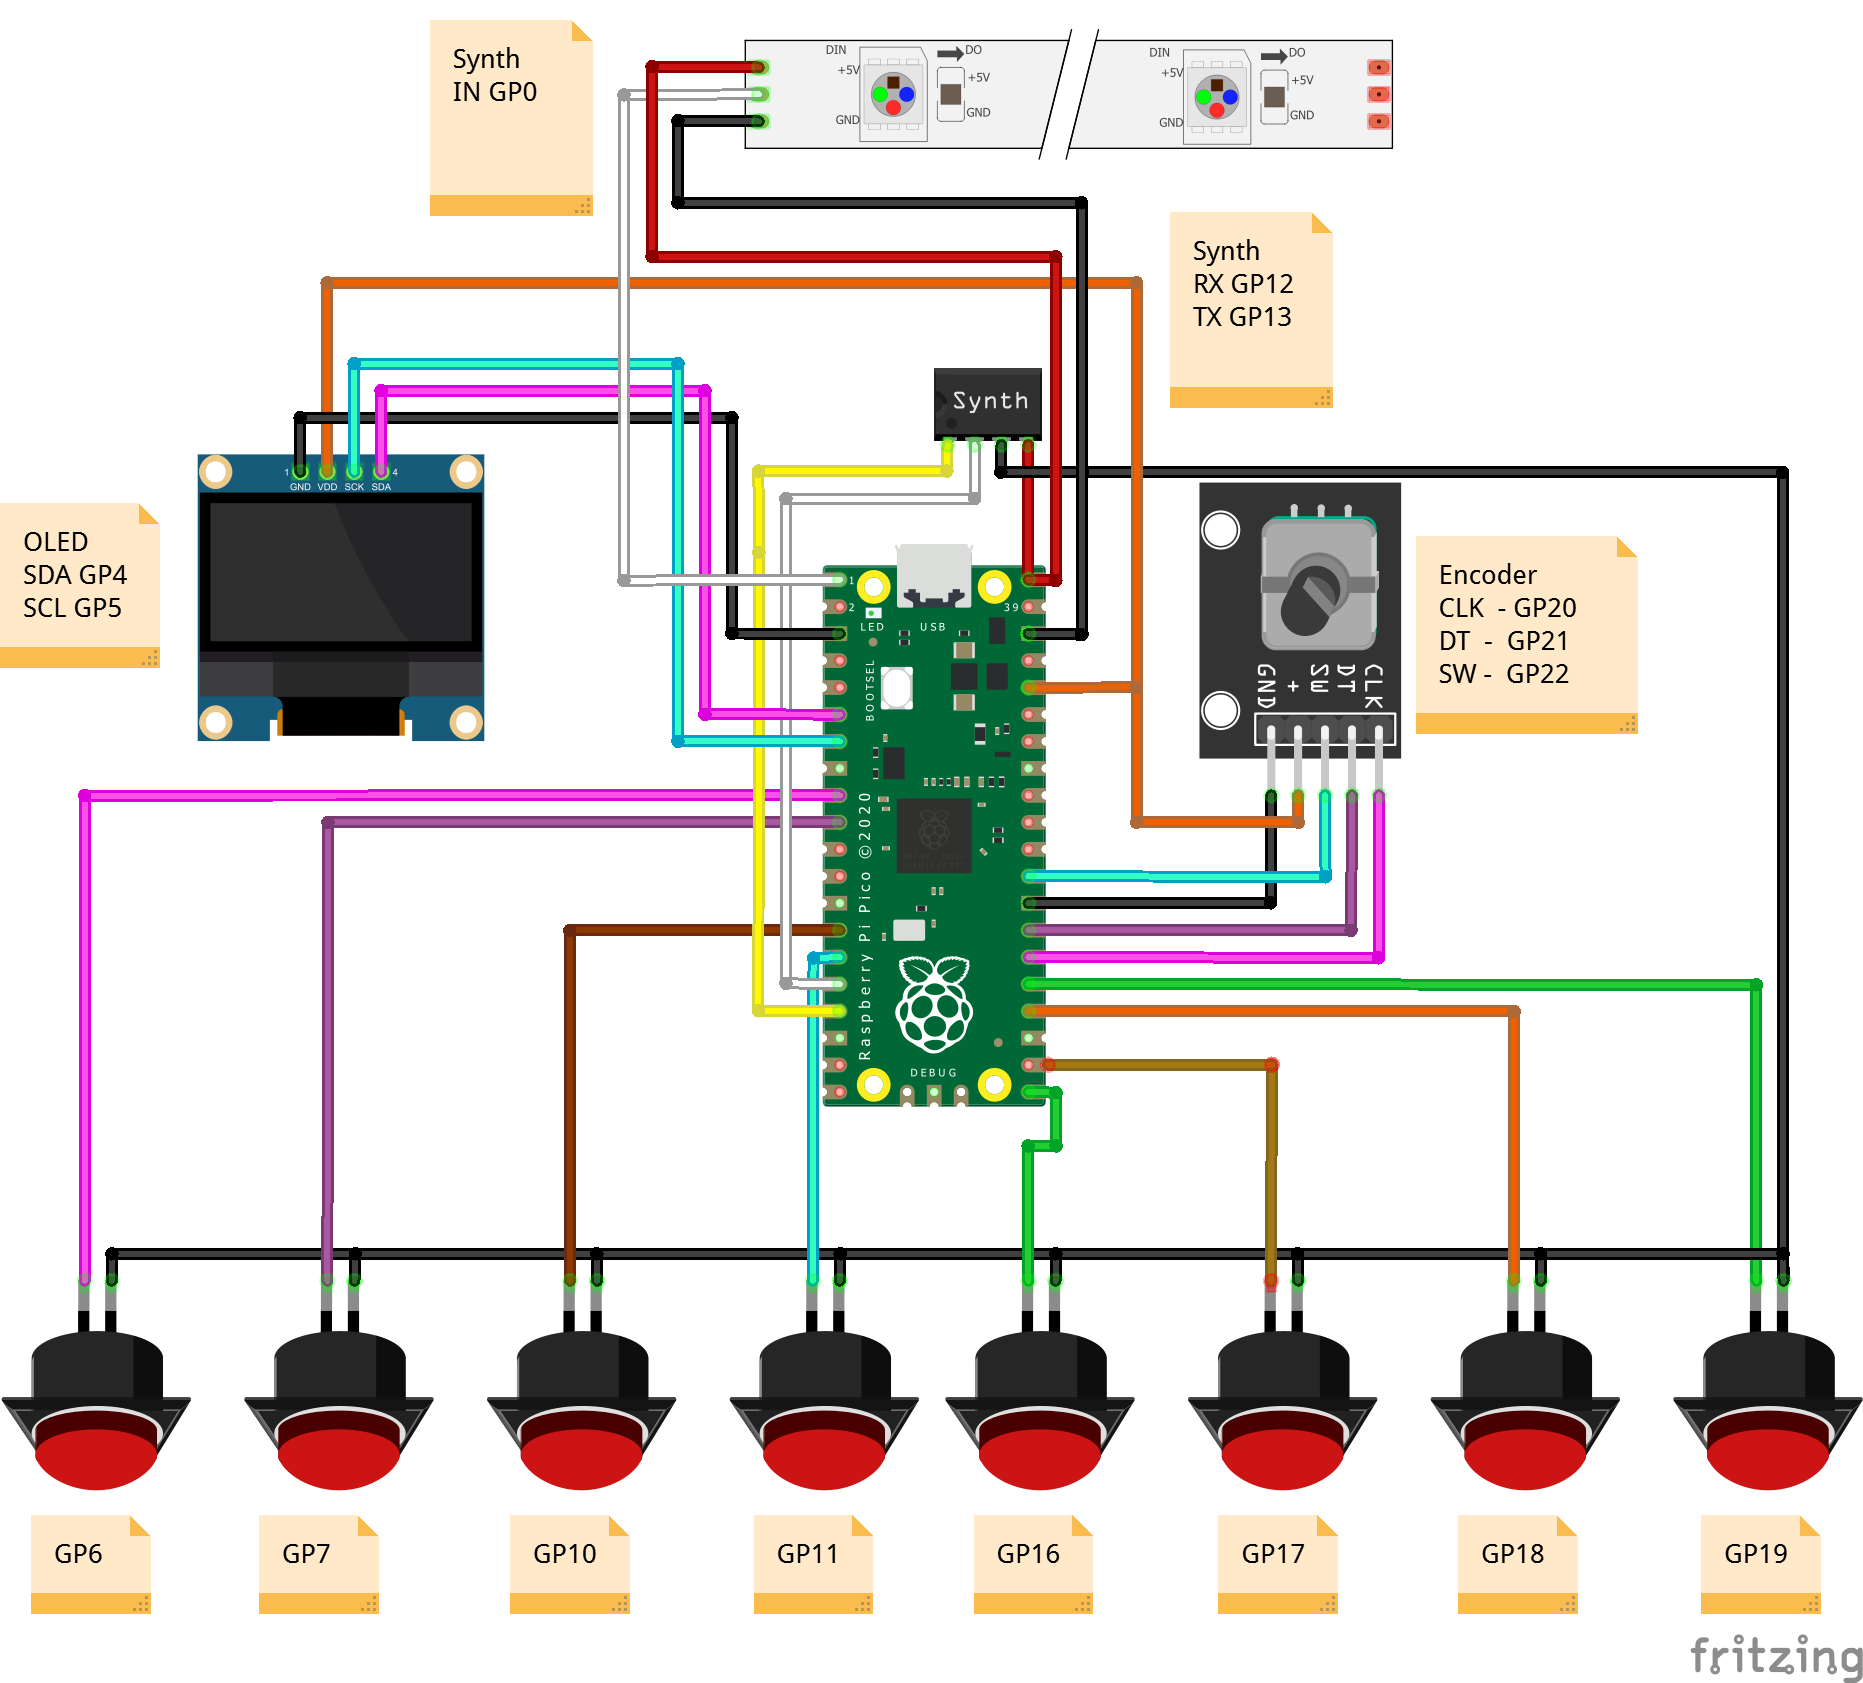 Synth
IN GP0
DIN
DO
+5V
+5V
GND
GND
DIN
DO
+5V
+5V
GND
GND
Synth
RX GP12
TX GP13
Synth
1
4
GND VDD SCK SDA
OLED
SDA GP4
SCL GP5
1
2
39
LED
USB
BOOTSEL
Raspberry Pi Pico ©2020
DEBUG
GND
+
SW
DT
CLK
Encoder
CLK - GP20
DT - GP21
SW - GP22
GP6
GP7
GP10
GP11
GP16
GP17
GP18
GP19
fritzing